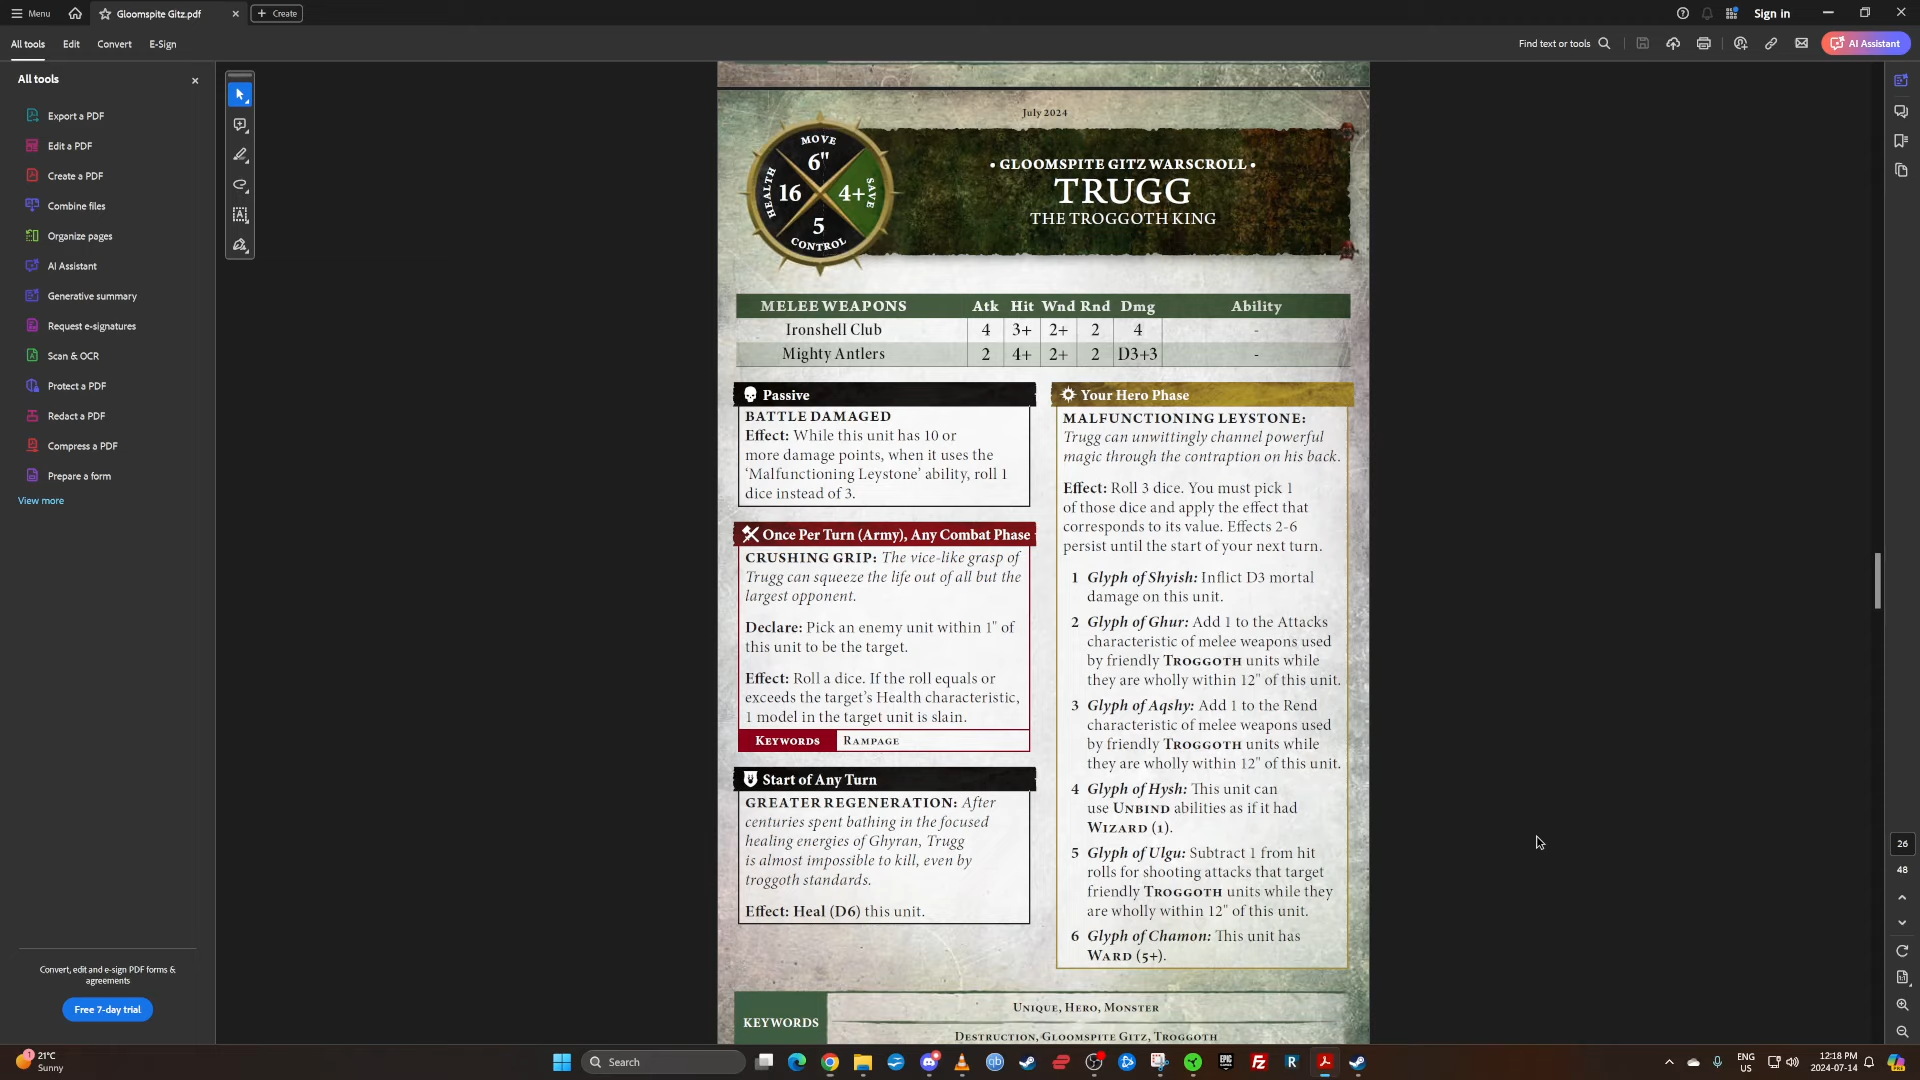 Menu
Gloomspite Gitz.pdf
Create
Sign in
All tools
Edit
Convert
E-Sign
Find text or tools
AI Assistant
All tools
Export a PDF
Edit a PDF
Create a PDF
Combine files
Organize pages
AI Assistant
Generative summary
Request e-signatures
Scan & OCR
Protect a PDF
Redact a PDF
Compress a PDF
Prepare a form
View more
Convert, edit and e-sign PDF forms &
agreements
Free 7-day trial
July 2024
MOVE
6"
HEALTH
16
4+
SAVE
5
CONTROL
• GLOOMSPITE GITZ WARSCROLL •
TRUGG
THE TROGGOTH KING
MELEE WEAPONS Atk Hit Wnd Rnd Dmg Ability
Ironshell Club 4 3+ 2+ 2 4 -
Mighty Antlers 2 4+ 2+ 2 D3+3 -
Passive
BATTLE DAMAGED
Effect: While this unit has 10 or
more damage points, when it uses the
‘Malfunctioning Leystone’ ability, roll 1
dice instead of 3.
Once Per Turn (Army), Any Combat Phase
CRUSHING GRIP: The vice-like grasp of
Trugg can squeeze the life out of all but the
largest opponent.
Declare: Pick an enemy unit within 1" of
this unit to be the target.
Effect: Roll a dice. If the roll equals or
exceeds the target’s Health characteristic,
1 model in the target unit is slain.
KEYWORDS RAMPAGE
Start of Any Turn
GREATER REGENERATION: After
centuries spent bathing in the focused
healing energies of Ghyran, Trugg
is almost impossible to kill, even by
troggoth standards.
Effect: Heal (D6) this unit.
Your Hero Phase
MALFUNCTIONING LEYSTONE:
Trugg can unwittingly channel powerful
magic through the contraption on his back.
Effect: Roll 3 dice. You must pick 1
of those dice and apply the effect that
corresponds to its value. Effects 2-6
persist until the start of your next turn.
1 Glyph of Shyish: Inflict D3 mortal
damage on this unit.
2 Glyph of Ghur: Add 1 to the Attacks
characteristic of melee weapons used
by friendly TROGGOTH units while
they are wholly within 12" of this unit.
3 Glyph of Aqshy: Add 1 to the Rend
characteristic of melee weapons used
by friendly TROGGOTH units while
they are wholly within 12" of this unit.
4 Glyph of Hysh: This unit can
use UNBIND abilities as if it had
WIZARD (1).
5 Glyph of Ulgu: Subtract 1 from hit
rolls for shooting attacks that target
friendly TROGGOTH units while they
are wholly within 12" of this unit.
6 Glyph of Chamon: This unit has
WARD (5+).
KEYWORDS
UNIQUE, HERO, MONSTER
DESTRUCTION, GLOOMSPITE GITZ, TROGGOTH
26
48
1
21°C
Sunny
Search
ENG
US
12:18 PM
2024-07-14